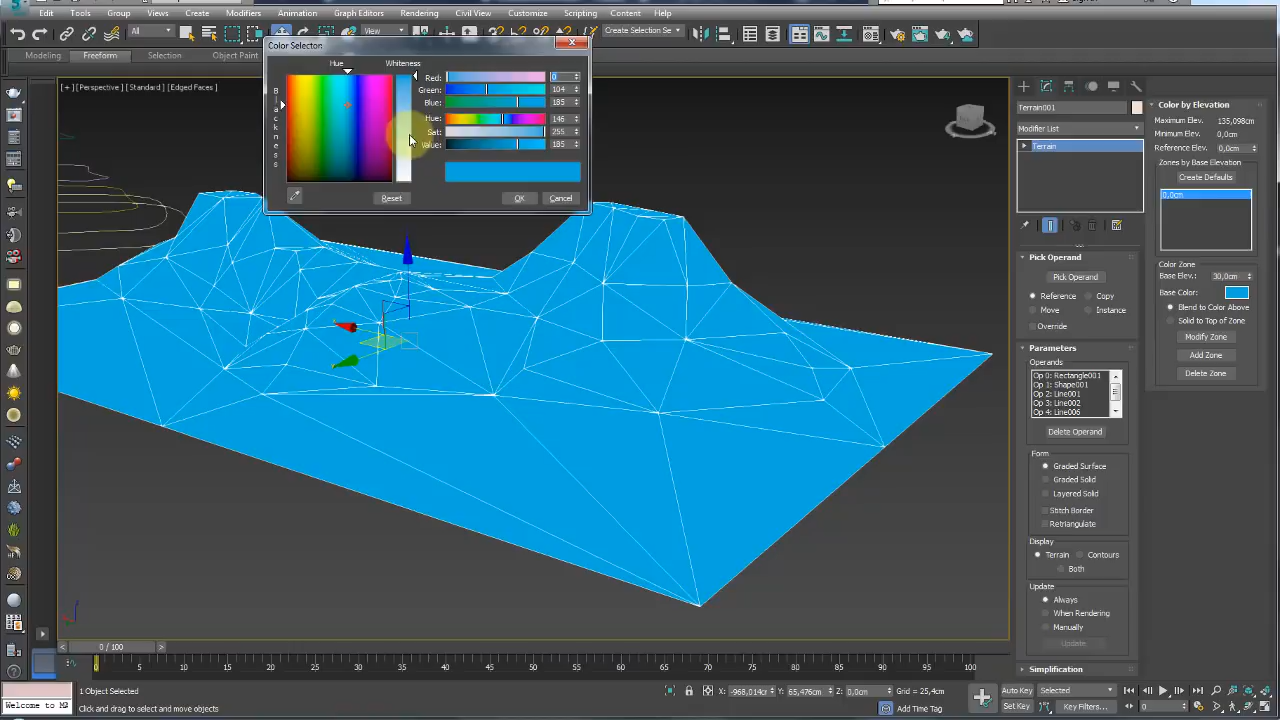 Edit Tools Group Views Create Modifiers Animation Graph Editors Rendering Civil View Customize Scripting Content Help
All View Create Selection Se
Modeling Freeform Selection Object Paint
[+] [Perspective] [Standard] [Edged Faces]
Color Selector:
Hue Whiteness
Blackness
Red: 0
Green: 104
Blue: 185
Hue: 146
Sat: 255
Value: 185
Reset OK Cancel
Terrain001
Modifier List
Terrain
Pick Operand
Pick Operand
Reference Copy
Move Instance
Override
Parameters
Operands
Op 0: Rectangle001
Op 1: Shape001
Op 2: Line001
Op 3: Line002
Op 4: Line006
Delete Operand
Form
Graded Surface
Graded Solid
Layered Solid
Stitch Border
Retriangulate
Display
Terrain Contours
Both
Update
Always
When Rendering
Manually
Update
Simplification
Color by Elevation
Maximum Elev. 135,098cm
Minimum Elev. 0,0cm
Reference Elev.: 0,0cm
Zones by Base Elevation
Create Defaults
0,0cm
Color Zone
Base Elev.: 30,0cm
Base Color:
Blend to Color Above
Solid to Top of Zone
Modify Zone
Add Zone
Delete Zone
0 / 100
0 5 10 15 20 25 30 35 40 45 50 55 60 65 70 75 80 85 90 95 100
1 Object Selected
X: -968,014cm Y: 65,476cm Z: 0,0cm Grid = 25,4cm
Auto Key Selected
Welcome to M
Click and drag to select and move objects
Add Time Tag
Set Key Key Filters... 0